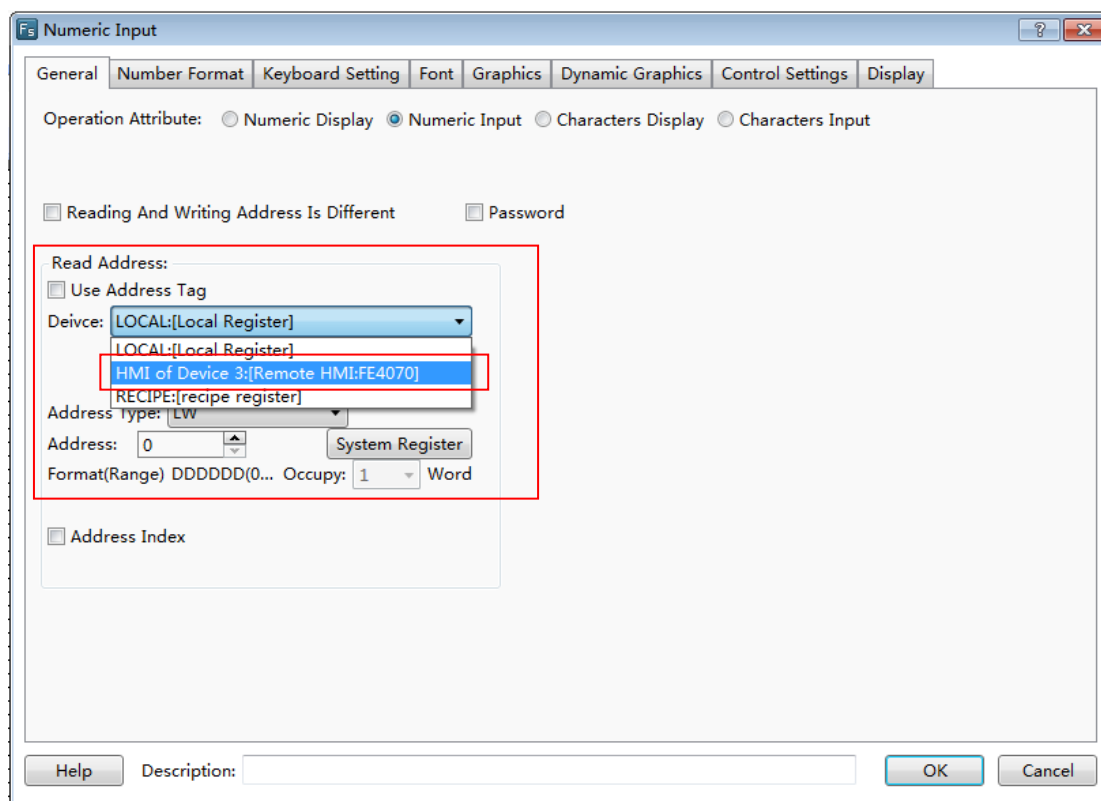 Fs Numeric Input
General Number Format Keyboard Setting Font Graphics Dynamic Graphics Control Settings Display
Operation Attribute: Numeric Display Numeric Input Characters Display Characters Input
Reading And Writing Address Is Different Password
Read Address:
Use Address Tag
Deivce: LOCAL:[Local Register]
LOCAL:[Local Register]
HMI of Device 3:[Remote HMI:FE4070]
RECIPE:[recipe register]
Address Type: LW
Address: 0 System Register
Format(Range) DDDDDD(0... Occupy: 1 Word
Address Index
Help Description: OK Cancel